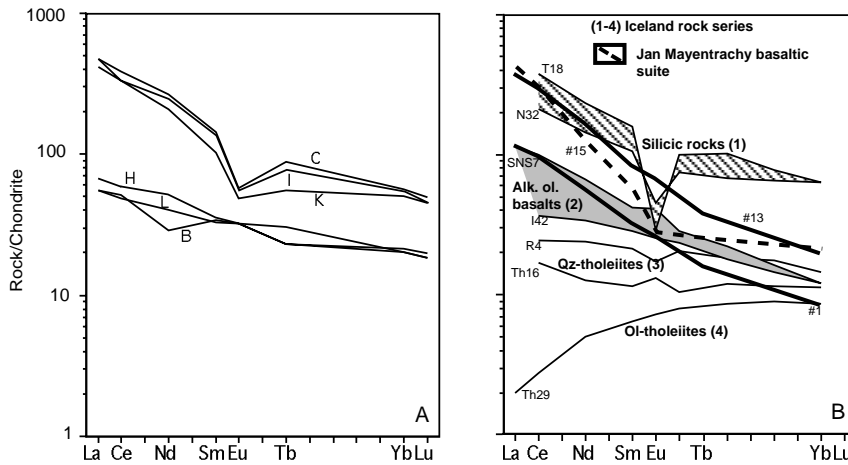 1000
100
10
1
Rock/Chondrite
C
I
K
H
L
B
A
La Ce Nd Sm Eu Tb Yb Lu
(1-4) Iceland rock series
Jan Mayentrachy basaltic
suite
T18
N32
#15
Silicic rocks (1)
SNS7
Alk. ol.
basalts (2)
#13
I42
R4
Qz-tholeiites (3)
Th16
#1
Ol-tholeiites (4)
Th29
B
La Ce Nd Sm Eu Tb Yb Lu